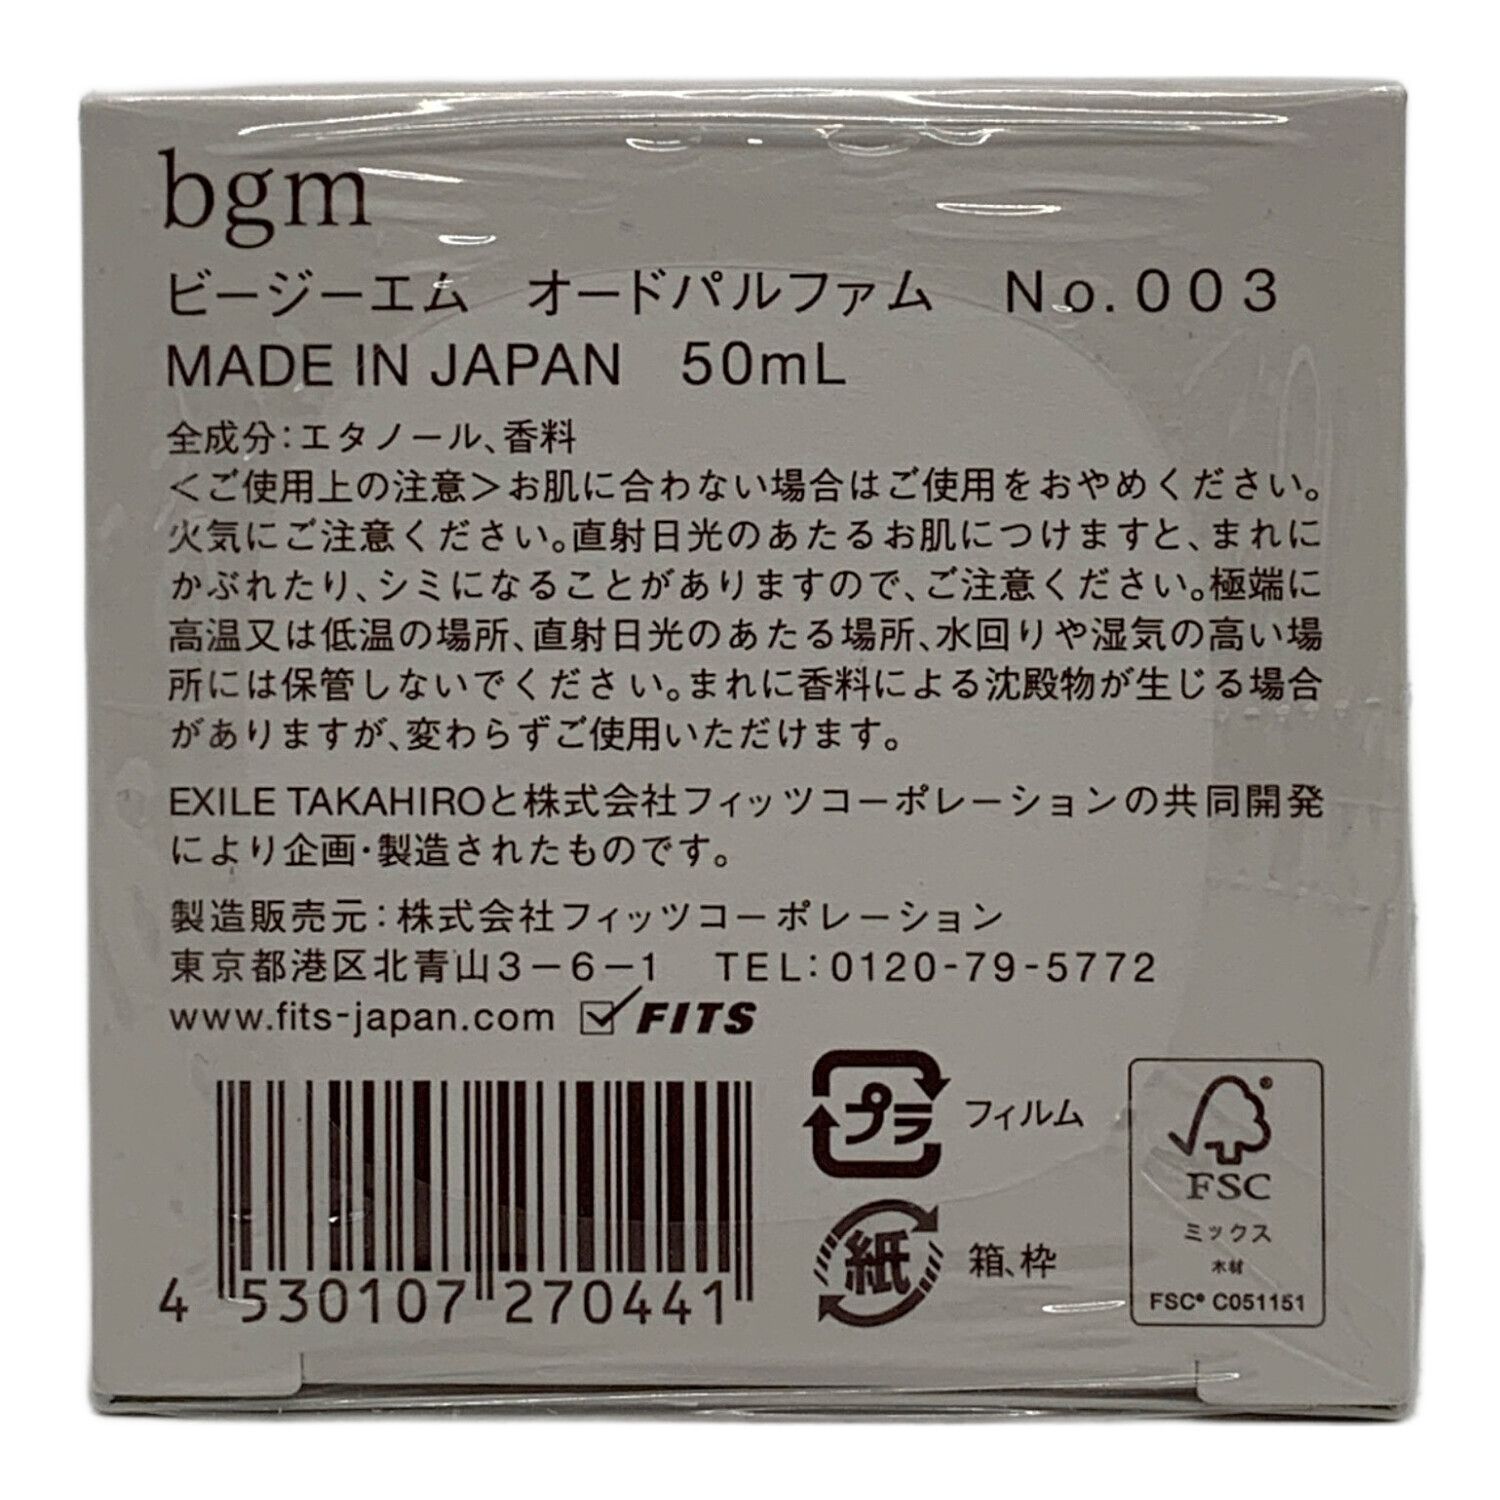 bgm
ビージーエム　オードパルファム　No.003
MADE IN JAPAN　50mL
全成分：エタノール、香料
＜ご使用上の注意＞お肌に合わない場合はご使用をおやめください。
火気にご注意ください。直射日光のあたるお肌につけますと、まれに
かぶれたり、シミになることがありますので、ご注意ください。極端に
高温又は低温の場所、直射日光のあたる場所、水回りや湿気の高い場
所には保管しないでください。まれに香料による沈殿物が生じる場合
がありますが、変わらずご使用いただけます。
EXILE TAKAHIROと株式会社フィッツコーポレーションの共同開発
により企画・製造されたものです。
製造販売元：株式会社フィッツコーポレーション
東京都港区北青山3－6－1　TEL：0120-79-5772
www.fits-japan.com FITS
プラ フィルム
紙 箱、枠
4 530107 270441
FSC®
ミックス
木材
FSC® C051151